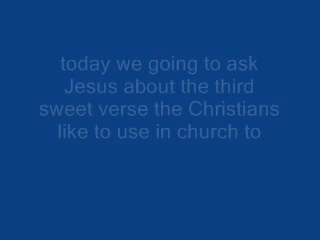 today we going to ask
Jesus about the third
sweet verse the Christians
like to use in church to